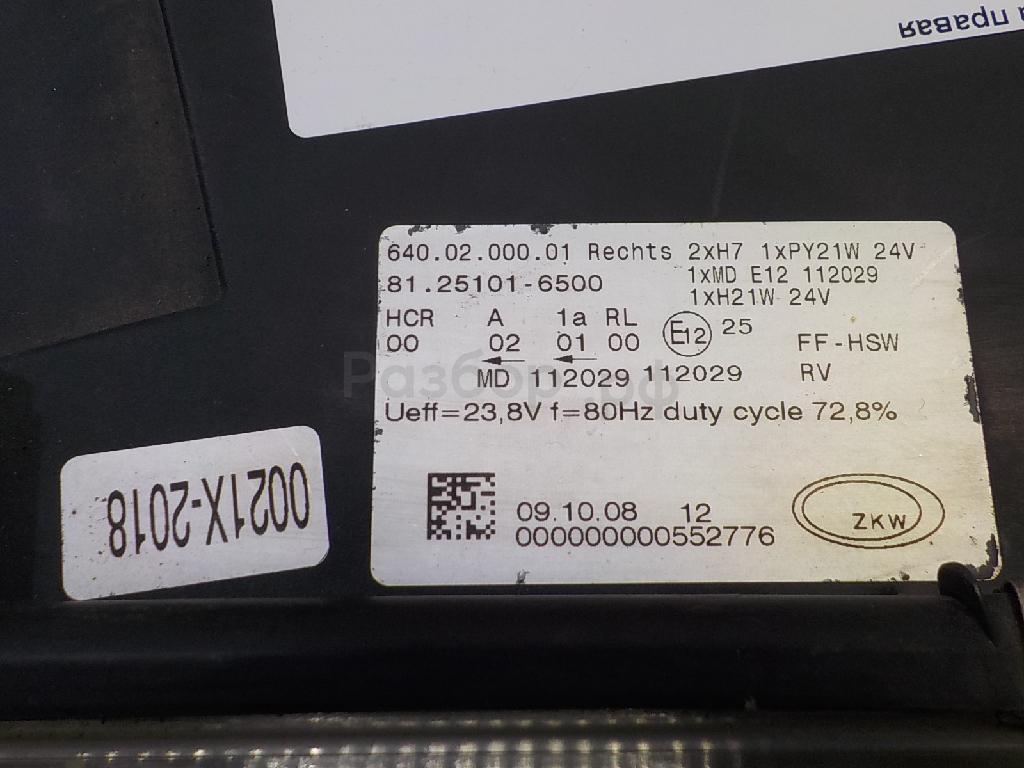 правая
640.02.000.01 Rechts 2xH7 1xPY21W 24V
81.25101-6500 1xMD E12 112029
1xH21W 24V
HCR A 1a RL E12 25
00 02 01 00 FF-HSW
MD 112029 112029 RV
Ueff=23,8V f=80Hz duty cycle 72,8%
09.10.08 12
000000000552776
ZKW
0021X-2018
Разбор.рф